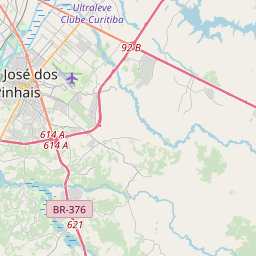 Ultraleve
Clube Curitiba
92 B
José dos
Pinhais
614 A
614 A
BR-376
621